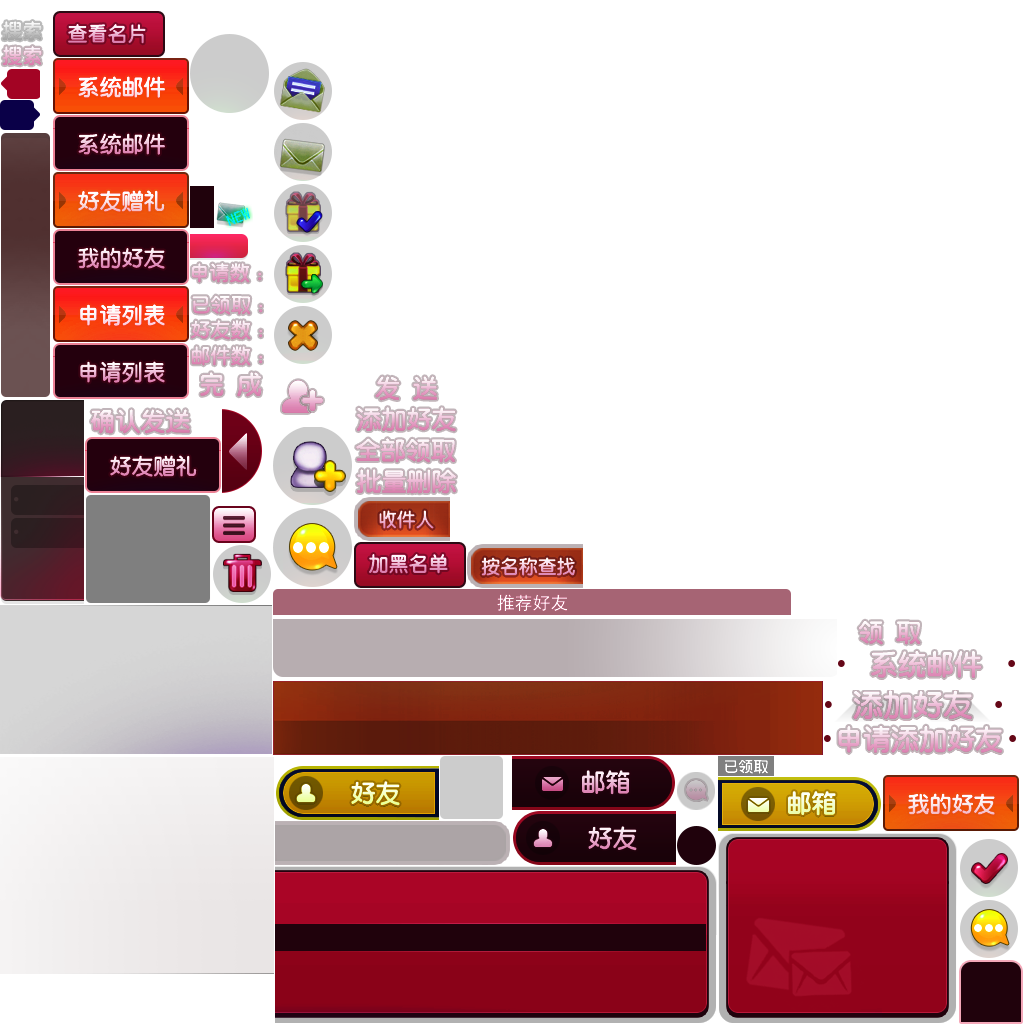 搜索
搜索
查看名片
系统邮件
系统邮件
好友赠礼
NEW
我的好友
申请数：
申请列表
已领取：
好友数：
邮件数：
申请列表
完 成
确认发送
好友赠礼
发 送
添加好友
全部领取
批量删除
收件人
加黑名单
按名称查找
推荐好友
领 取
系统邮件
添加好友
申请添加好友
好友
邮箱
好友
已领取
邮箱
我的好友